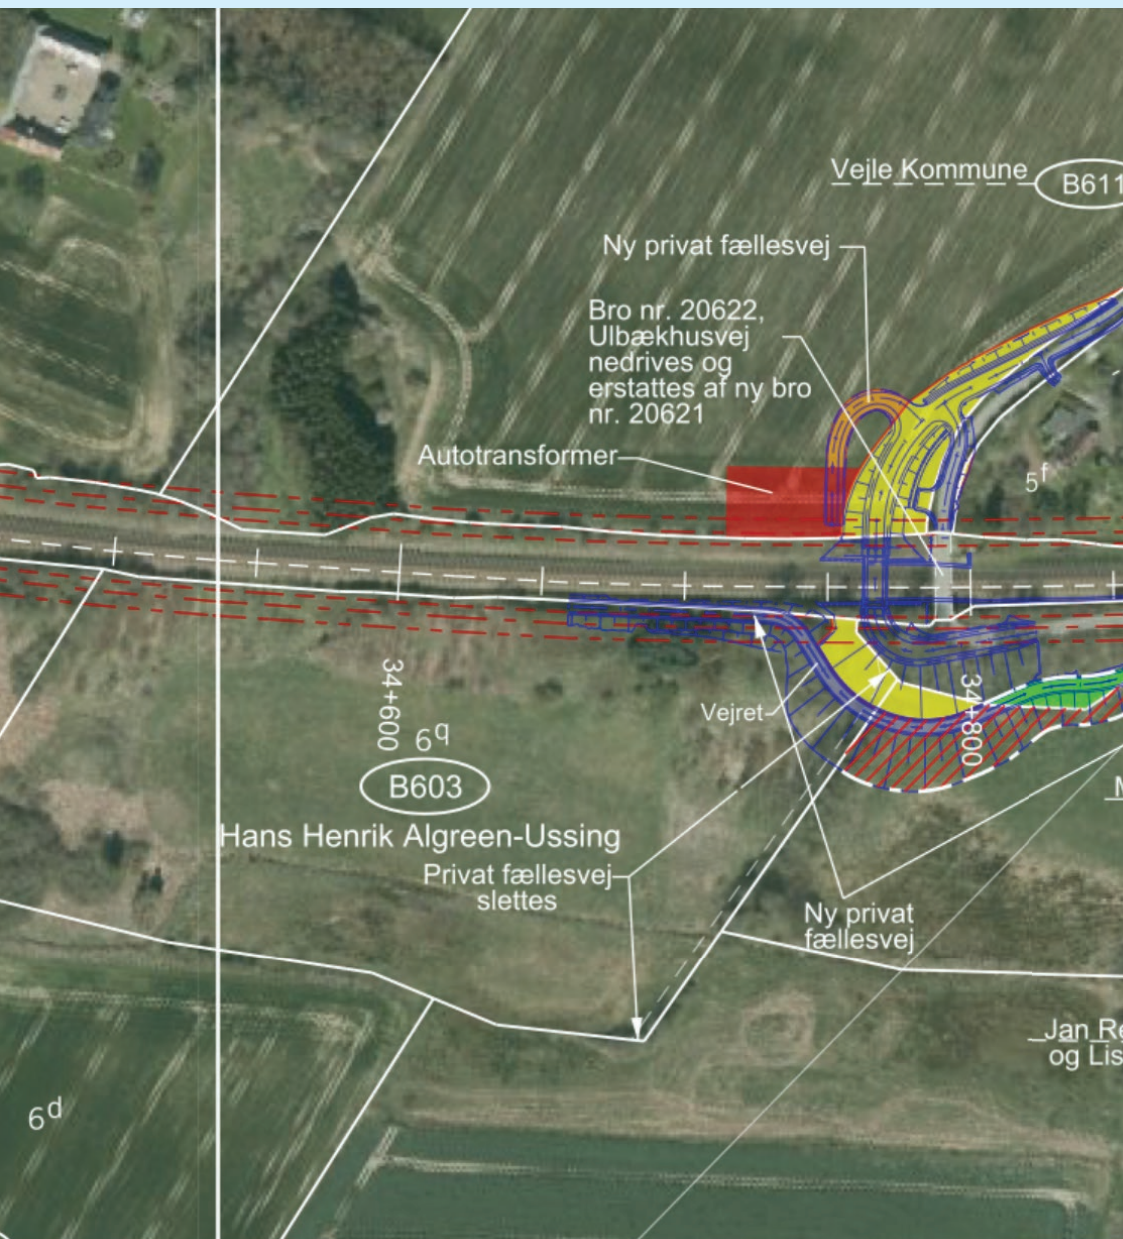 Vejle Kommune
B611
Ny privat fællesvej
Bro nr. 20622,
Ulbækhusvej
nedrives og
erstattes af ny bro
nr. 20621
Autotransformer
5f
34+600
6q
B603
Hans Henrik Algreen-Ussing
Vejret
34+800
Privat fællesvej
slettes
Ny privat
fællesvej
Jan
og
6d